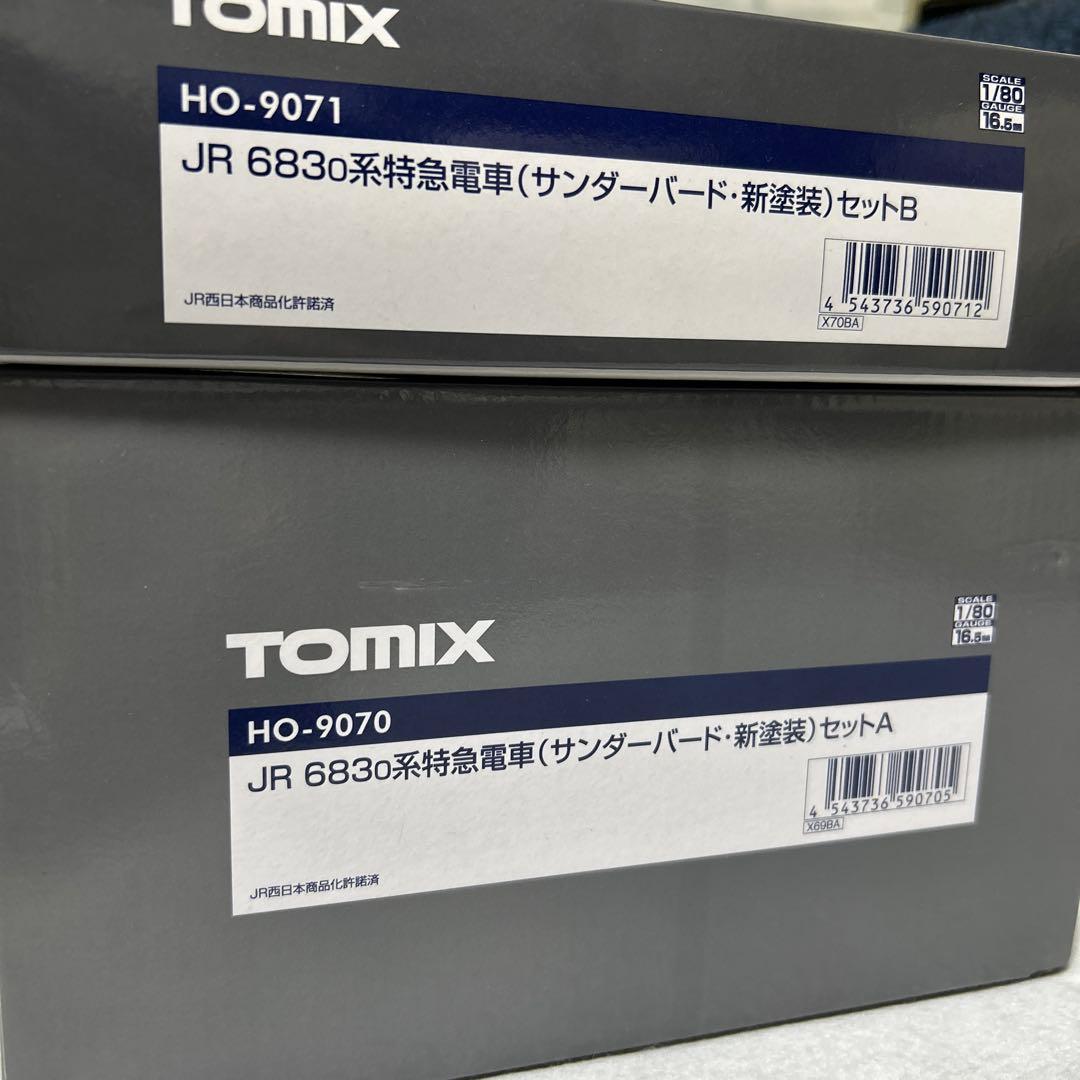 TOMIX
HO-9071
SCALE
1/80
GAUGE
16.5mm
JR 6830系特急電車(サンダーバード・新塗装)セットB
4 543736 590712
X70BA
JR西日本商品化許諾済
TOMIX
SCALE
1/80
GAUGE
16.5mm
HO-9070
JR 6830系特急電車(サンダーバード・新塗装)セットA
4 543736 590705
X69BA
JR西日本商品化許諾済